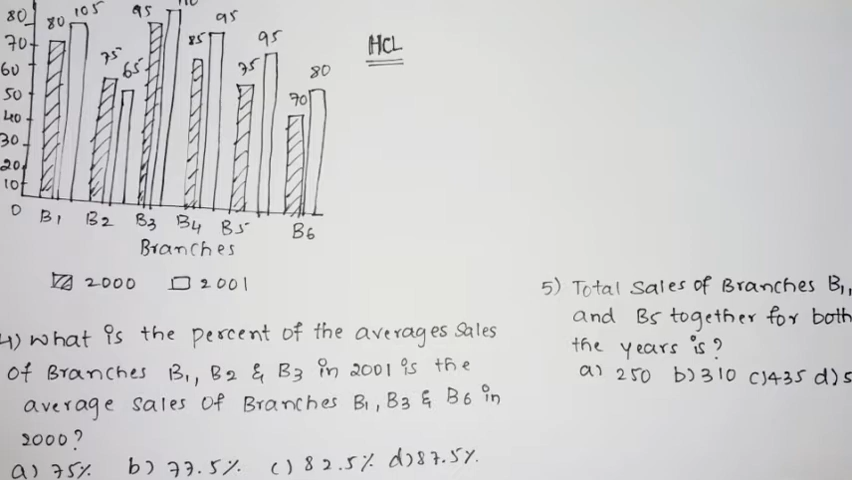 80
70
60
50
40
30
20
10
0
80 105
75 65
95 110
85 95
75 95
70 80
HCL
B1 B2 B3 B4 B5 B6
Branches
2000 2001
4) What is the percent of the averages sales
of Branches B1, B2 & B3 in 2001 is the
average sales of Branches B1, B3 & B6 in
2000?
a) 75% b) 77.5% c) 82.5% d) 87.5%.
5) Total sales of Branches B1,
and B5 together for both
the years is?
a) 250 b) 310 c) 435 d) 5